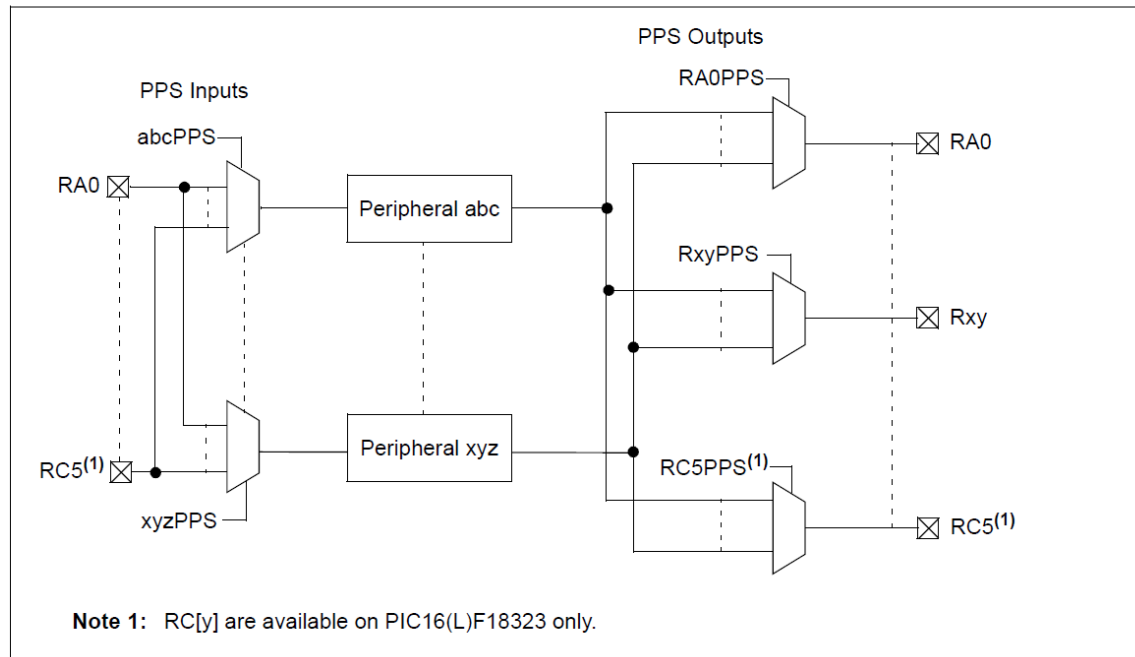 PPS Outputs
RA0PPS
PPS Inputs
abcPPS
RA0
Peripheral abc
RA0
RxyPPS
Rxy
Peripheral xyz
RC5(1)
RC5PPS(1)
xyzPPS
RC5(1)
Note 1: RC[y] are available on PIC16(L)F18323 only.